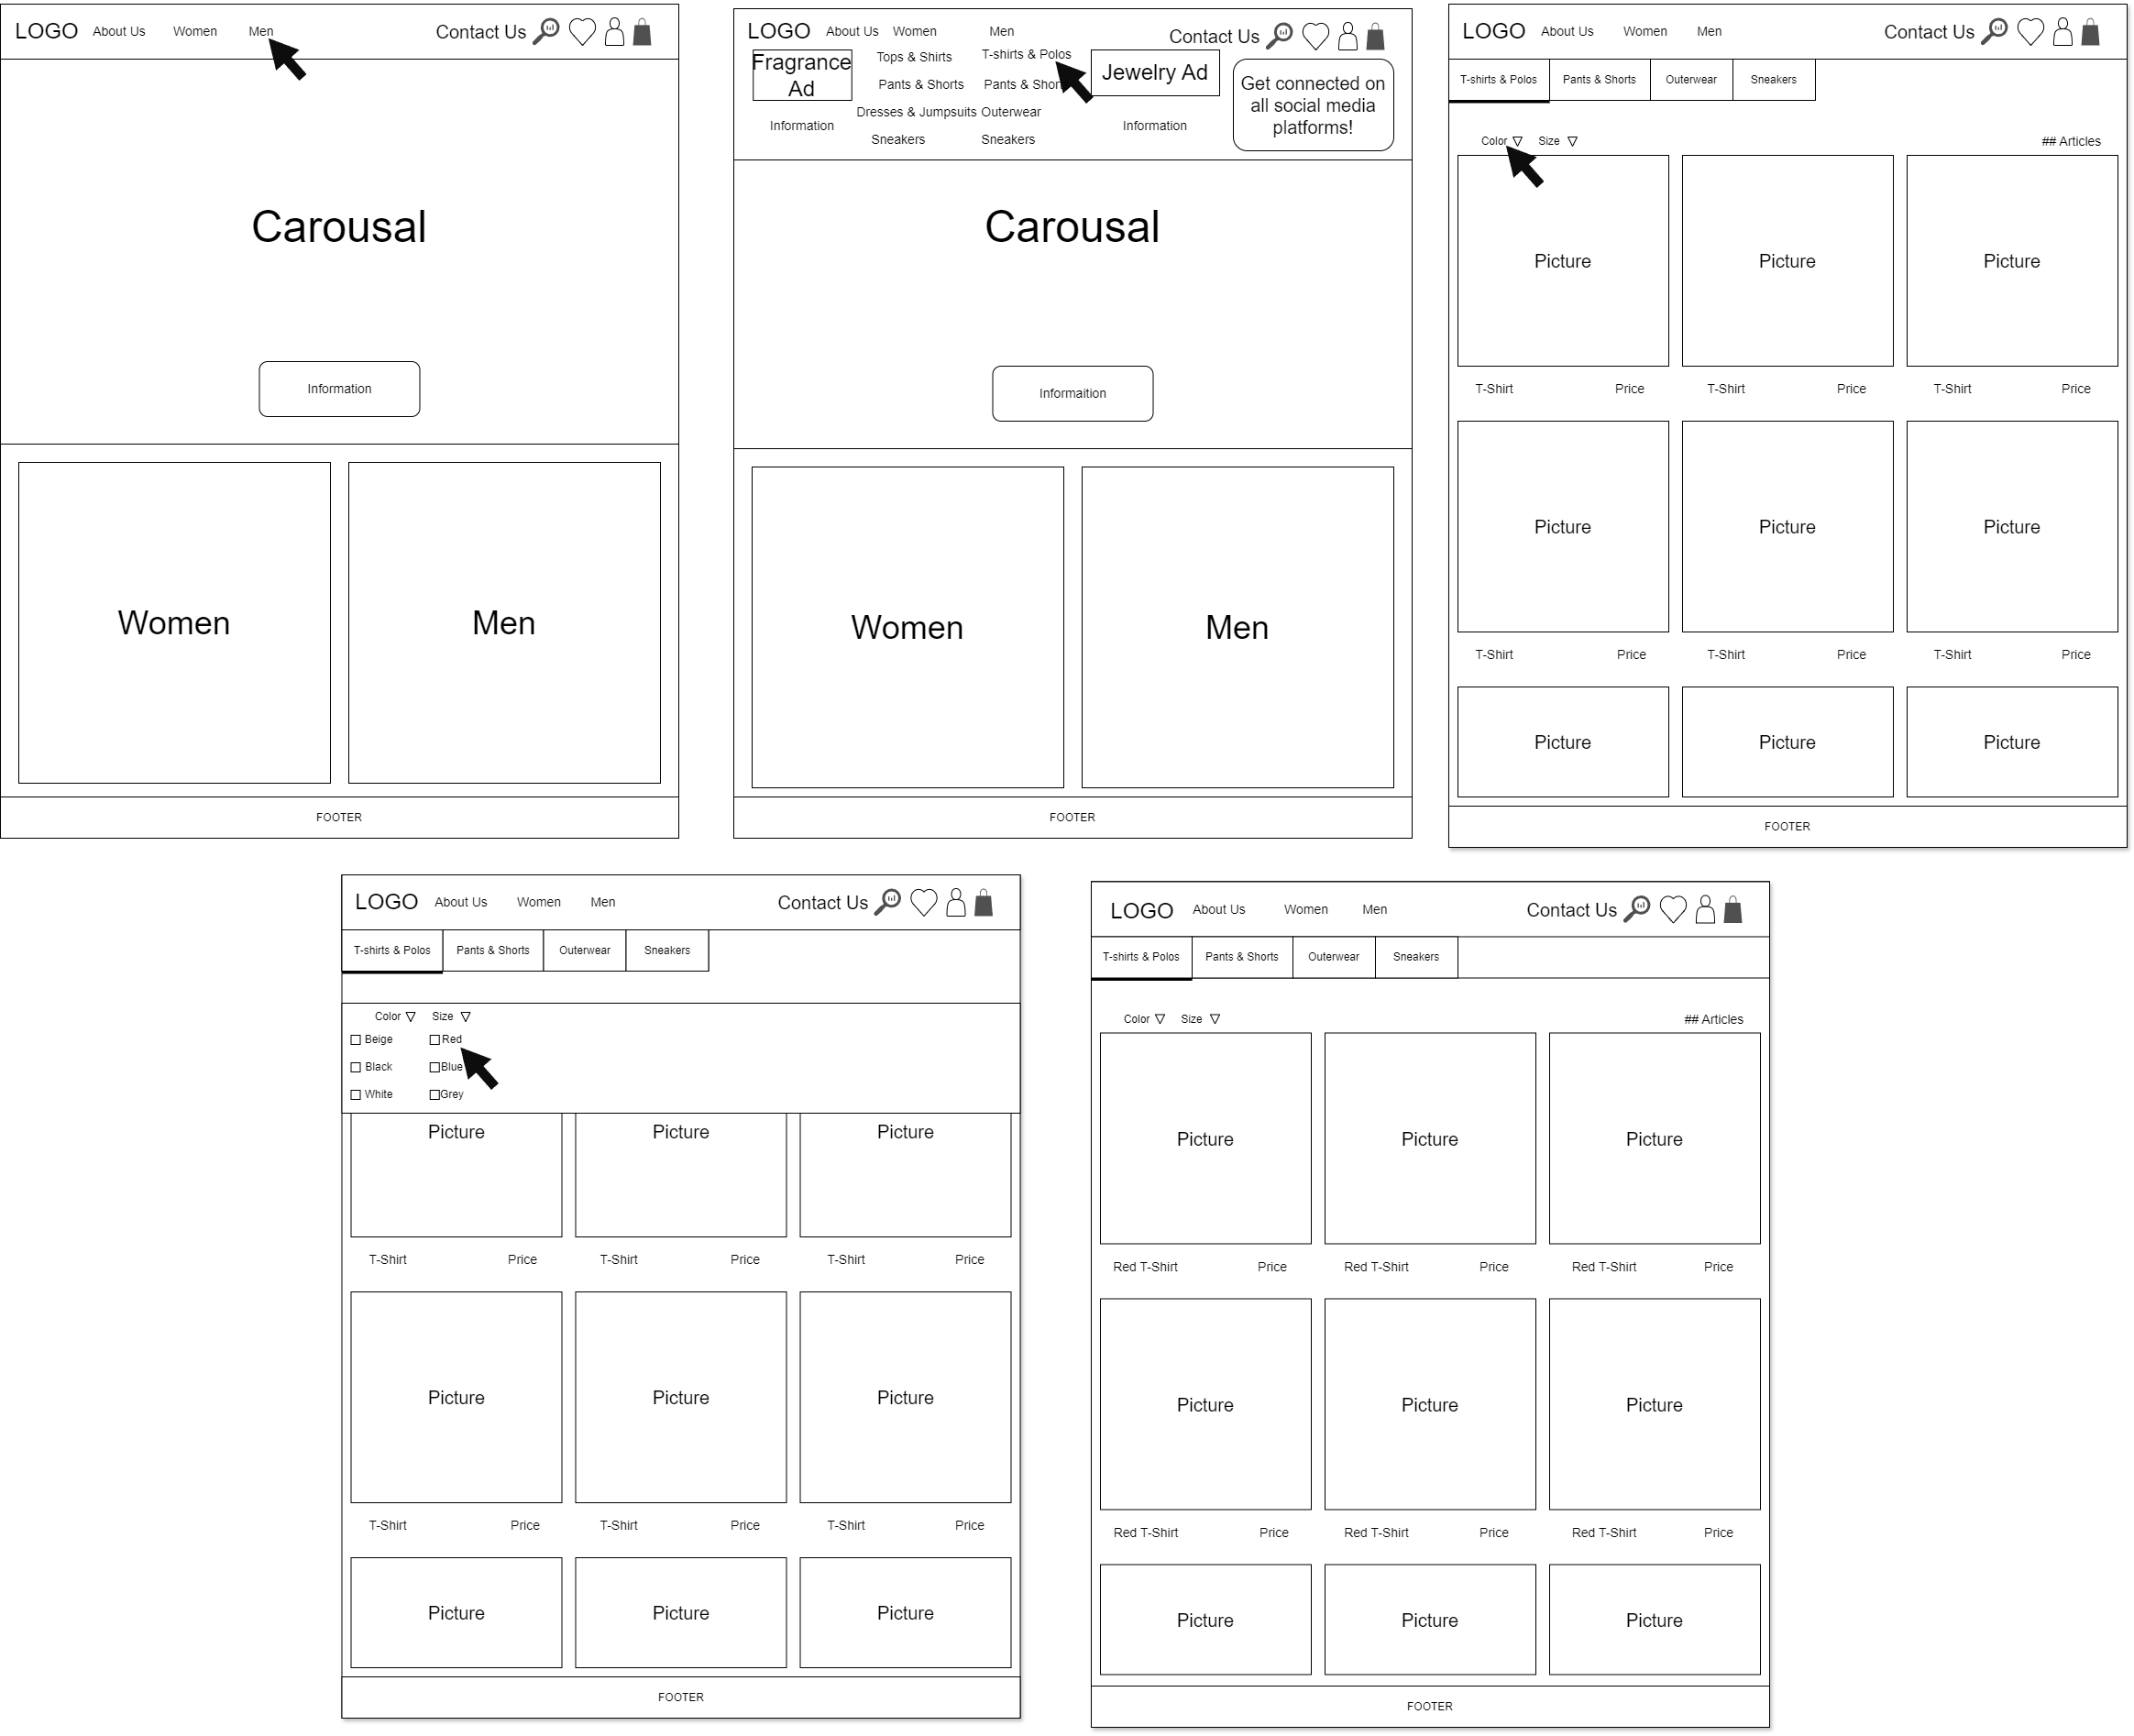 LOGO About Us Women Men Contact Us
Carousal
Information
Women Men
FOOTER
LOGO About Us Women Men Contact Us
Fragrance
Ad
Information
Tops & Shirts
Pants & Shorts
Dresses & Jumpsuits
Sneakers
T-shirts & Polos
Pants & Shor
Outerwear
Sneakers
Jewelry Ad
Information
Get connected on
all social media
platforms!
Carousal
Informaition
Women Men
FOOTER
LOGO About Us Women Men Contact Us
T-shirts & Polos Pants & Shorts Outerwear Sneakers
Color Size ## Articles
Picture Picture Picture
T-Shirt Price T-Shirt Price T-Shirt Price
Picture Picture Picture
T-Shirt Price T-Shirt Price T-Shirt Price
Picture Picture Picture
FOOTER
LOGO About Us Women Men Contact Us
T-shirts & Polos Pants & Shorts Outerwear Sneakers
Color Size
Beige Red
Black Blue
White Grey
Picture Picture Picture
T-Shirt Price T-Shirt Price T-Shirt Price
Picture Picture Picture
T-Shirt Price T-Shirt Price T-Shirt Price
Picture Picture Picture
FOOTER
LOGO About Us Women Men Contact Us
T-shirts & Polos Pants & Shorts Outerwear Sneakers
Color Size ## Articles
Picture Picture Picture
Red T-Shirt Price Red T-Shirt Price Red T-Shirt Price
Picture Picture Picture
Red T-Shirt Price Red T-Shirt Price Red T-Shirt Price
Picture Picture Picture
FOOTER